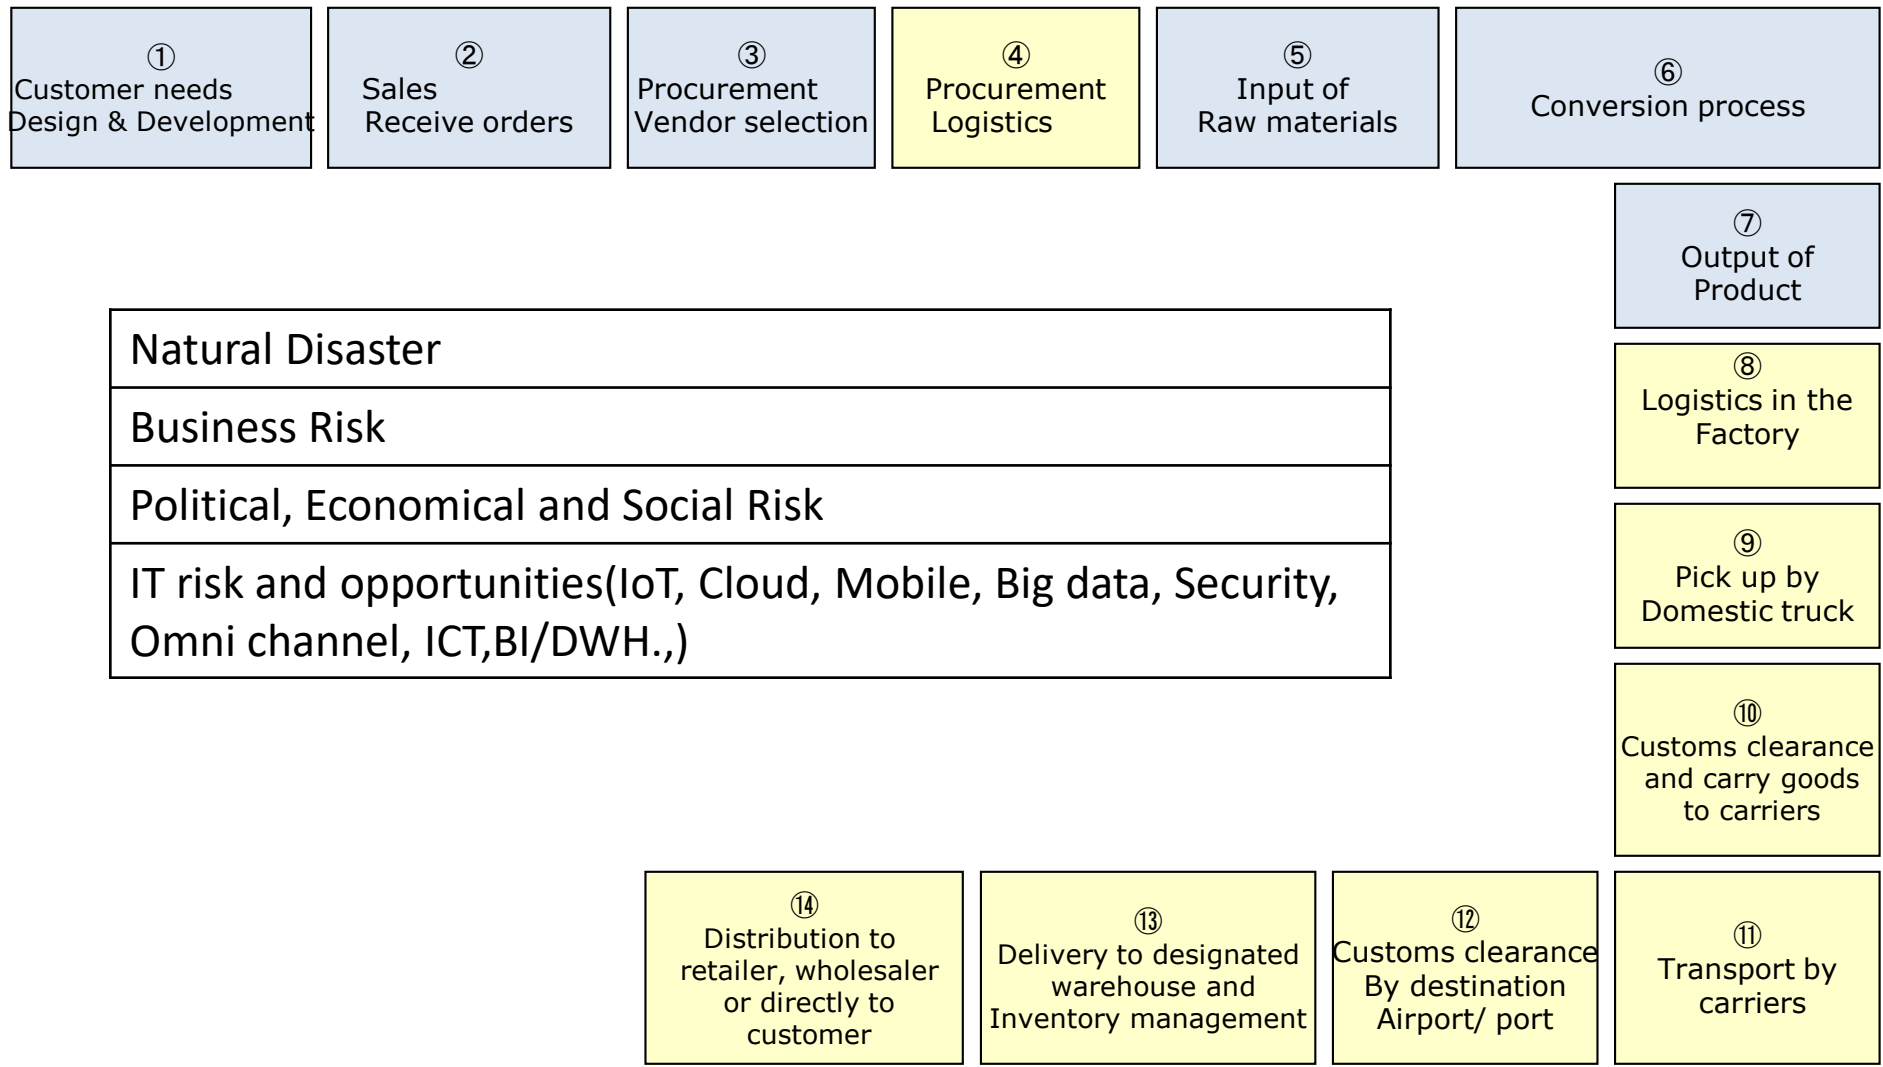 ①
Customer needs
Design & Development
②
Sales
Receive orders
③
Procurement
Vendor selection
④
Procurement
Logistics
⑤
Input of
Raw materials
⑥
Conversion process
⑦
Output of
Product
Natural Disaster
Business Risk
Political, Economical and Social Risk
IT risk and opportunities(IoT, Cloud, Mobile, Big data, Security,
Omni channel, ICT,BI/DWH.,)
⑧
Logistics in the
Factory
⑨
Pick up by
Domestic truck
⑩
Customs clearance
and carry goods
to carriers
⑪
Transport by
carriers
⑫
Customs clearance
By destination
Airport/ port
⑬
Delivery to designated
warehouse and
Inventory management
⑭
Distribution to
retailer, wholesaler
or directly to
customer